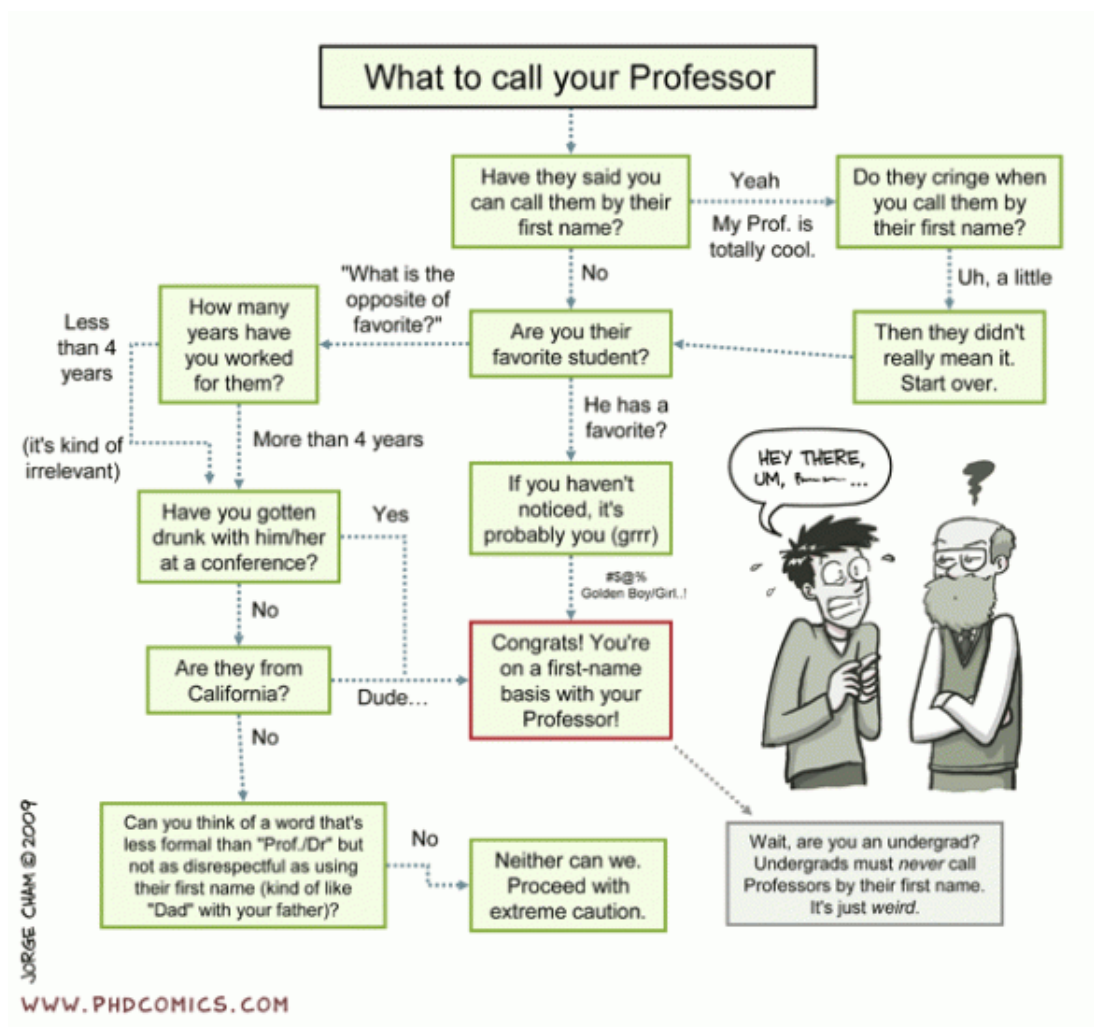 What to call your Professor
Have they said you
can call them by their
first name?
Yeah
My Prof. is
totally cool.
Do they cringe when
you call them by
their first name?
No
Uh, a little
"What is the
opposite of
favorite?"
Are you their
favorite student?
Then they didn't
really mean it.
Start over.
How many
years have
you worked
for them?
Less
than 4
years
(it's kind of
irrelevant)
More than 4 years
He has a
favorite?
If you haven't
noticed, it's
probably you (grrr)
#$@%
Golden Boy/Girl..!
HEY THERE,
UM, ...
?
Have you gotten
drunk with him/her
at a conference?
Yes
No
Are they from
California?
Dude...
Congrats! You're
on a first-name
basis with your
Professor!
No
Can you think of a word that's
less formal than "Prof./Dr" but
not as disrespectful as using
their first name (kind of like
"Dad" with your father)?
No
Neither can we.
Proceed with
extreme caution.
Wait, are you an undergrad?
Undergrads must never call
Professors by their first name.
It's just weird.
JORGE CHAM © 2009
WWW.PHDCOMICS.COM